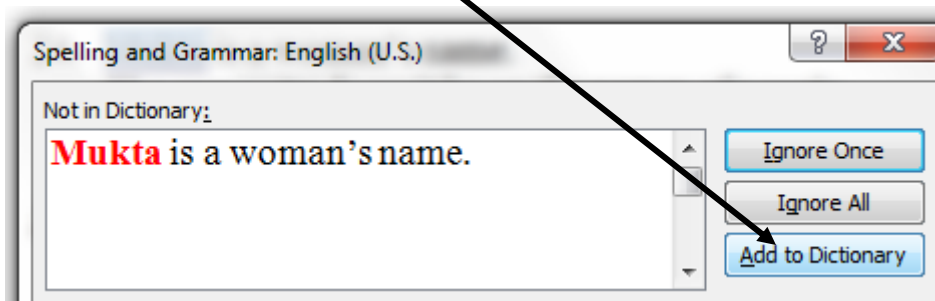 Spelling and Grammar: English (U.S.)
Not in Dictionary:
Mukta is a woman's name.
Ignore Once
Ignore All
Add to Dictionary